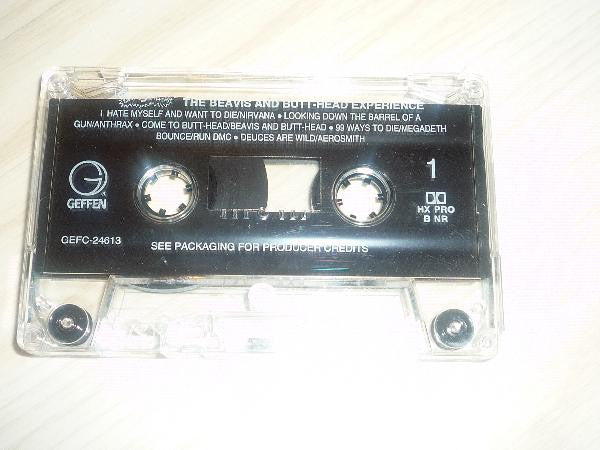 THE BEAVIS AND BUTT-HEAD EXPERIENCE
I HATE MYSELF AND WANT TO DIE/NIRVANA • LOOKING DOWN THE BARREL OF A
GUN/ANTHRAX • COME TO BUTT-HEAD/BEAVIS AND BUTT-HEAD • 99 WAYS TO DIE/MEGADETH
BOUNCE/RUN DMC • DEUCES ARE WILD/AEROSMITH
1
GEFFEN
HX PRO
B NR
GEFC-24613
SEE PACKAGING FOR PRODUCER CREDITS